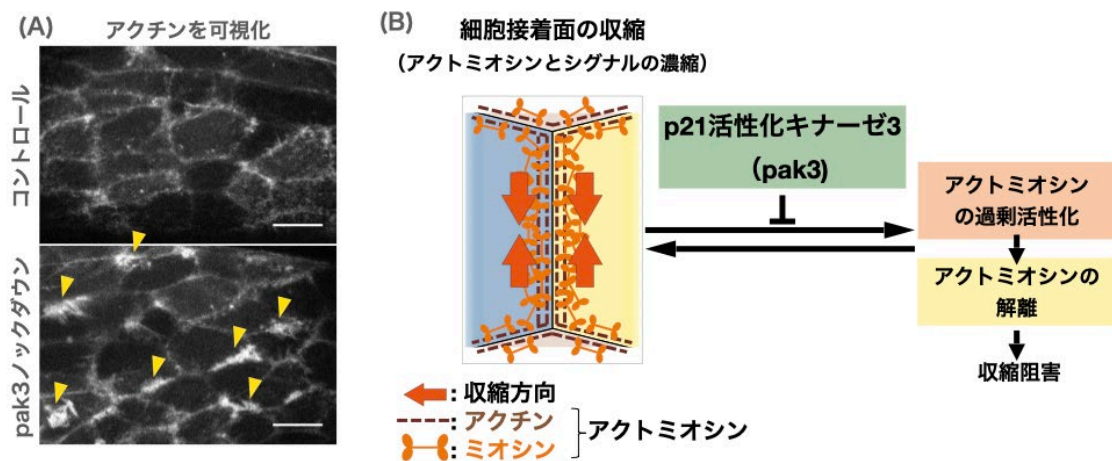 (A)
アクチンを可視化
コントロール
pak3ノックダウン
(B)
細胞接着面の収縮
（アクトミオシンとシグナルの濃縮）
p21活性化キナーゼ3
（pak3)
アクトミオシン
の過剰活性化
アクトミオシンの
解離
収縮阻害
: 収縮方向
: アクチン
: ミオシン
アクトミオシン